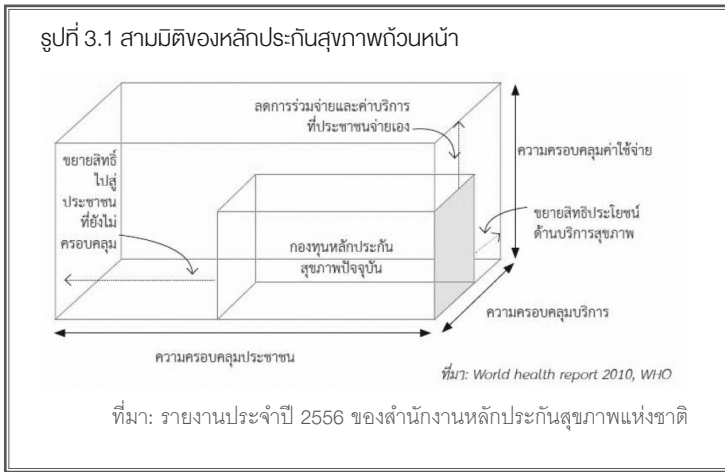 รูปที่ 3.1 สามมิติของหลักประกันสุขภาพถ้วนหน้า
ลดการร่วมจ่ายและค่าบริการ
ที่ประชาชนจ่ายเอง
ความครอบคลุมค่าใช้จ่าย
ขยายสิทธิ์
ไปสู่
ประชาชน
ที่ยังไม่
ครอบคลุม
ขยายสิทธิประโยชน์
ด้านบริการสุขภาพ
กองทุนหลักประกัน
สุขภาพปัจจุบัน
ความครอบคลุมบริการ
ความครอบคลุมประชาชน
ที่มา: World health report 2010, WHO
ที่มา: รายงานประจำปี 2556 ของสำนักงานหลักประกันสุขภาพแห่งชาติ